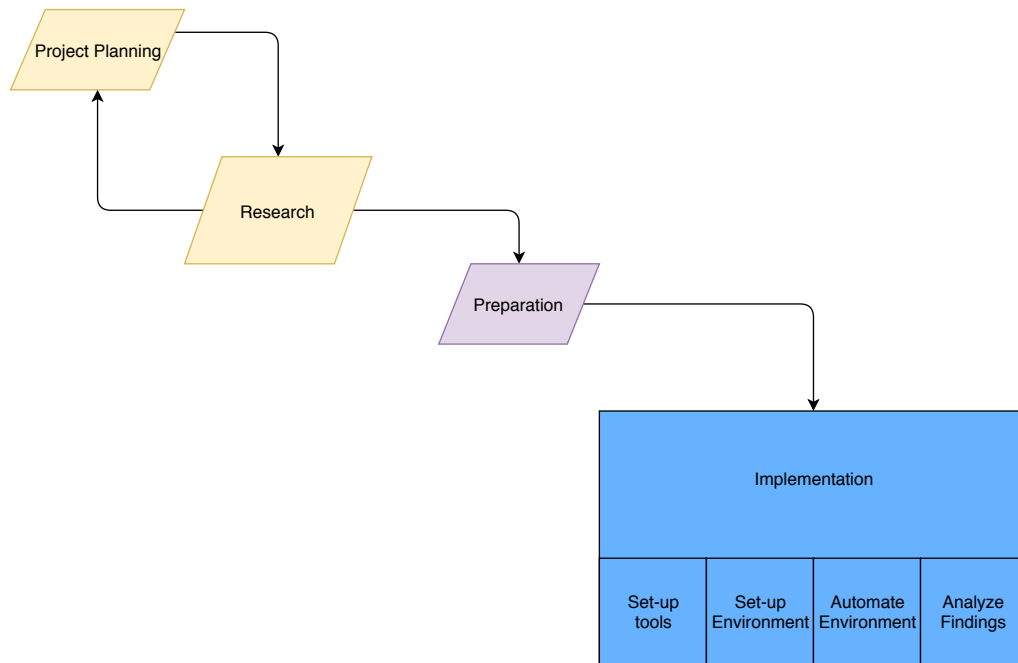 Project Planning
Research
Preparation
Implementation
Set-up
tools
Set-up
Environment
Automate
Environment
Analyze
Findings